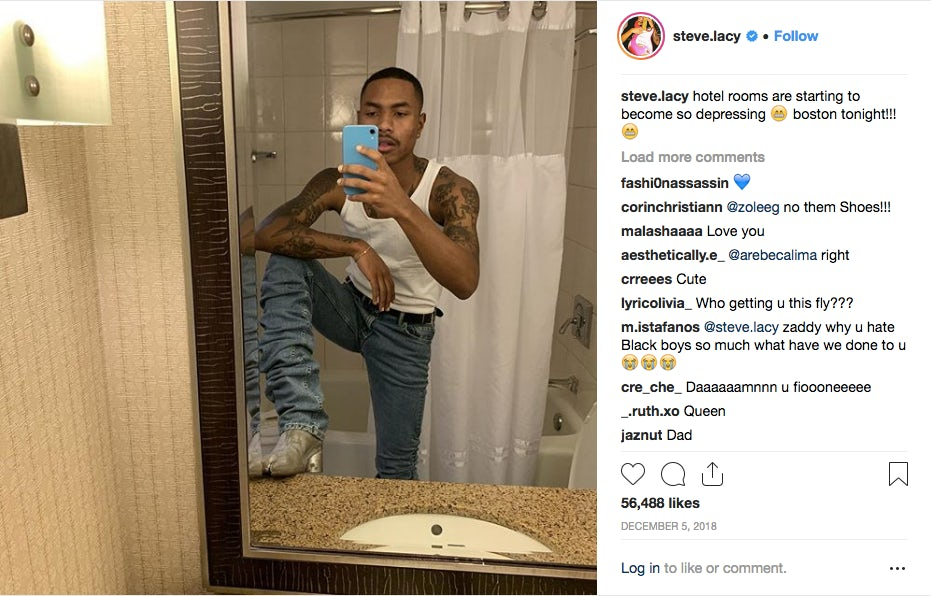 steve.lacy • Follow
steve.lacy hotel rooms are starting to
become so depressing 😁 boston tonight!!!
😁
Load more comments
fashi0nassassin 💙
corinchristiann @zoleeg no them Shoes!!!
malashaaaa Love you
aesthetically.e_ @arebecalima right
crreees Cute
lyricolivia_ Who getting u this fly???
m.istafanos @steve.lacy zaddy why u hate
Black boys so much what have we done to u
😭😭😭
cre_che_ Daaaaaamnnn u fioooneeeee
_.ruth.xo Queen
jaznut Dad
56,488 likes
DECEMBER 5, 2018
Log in to like or comment.